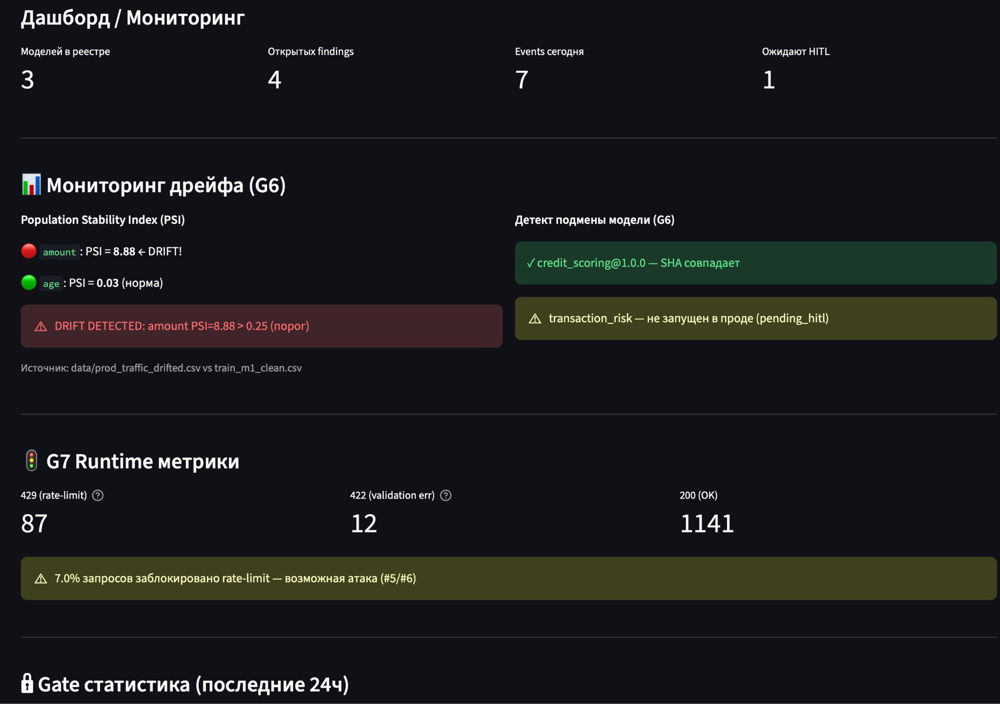 Дашборд / Мониторинг
Моделей в реестре
3
Открытых findings
4
Events сегодня
7
Ожидают HITL
1
Мониторинг дрейфа (G6)
Population Stability Index (PSI)
amount : PSI = 8.88 ← DRIFT!
age : PSI = 0.03 (норма)
⚠ DRIFT DETECTED: amount PSI=8.88 > 0.25 (порог)
Источник: data/prod_traffic_drifted.csv vs train_m1_clean.csv
Детект подмены модели (G6)
✓ credit_scoring@1.0.0 — SHA совпадает
⚠ transaction_risk — не запущен в проде (pending_hitl)
G7 Runtime метрики
429 (rate-limit) ?
87
422 (validation err) ?
12
200 (OK)
1141
⚠ 7.0% запросов заблокировано rate-limit — возможная атака (#5/#6)
Gate статистика (последние 24ч)